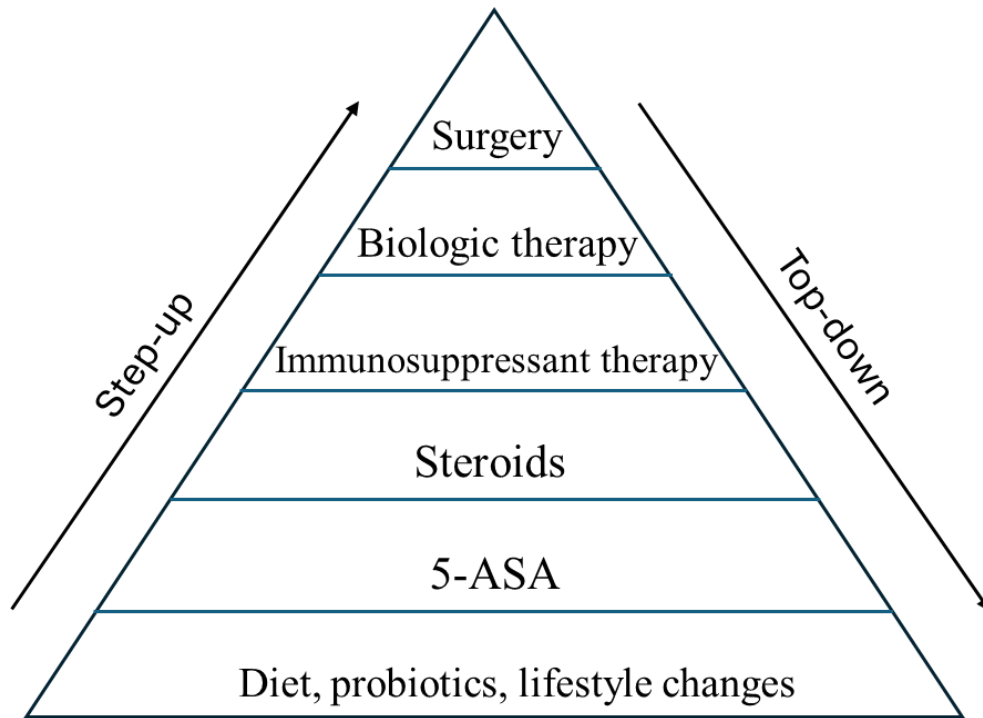 Surgery
Biologic therapy
Immunosuppressant therapy
Steroids
5-ASA
Diet, probiotics, lifestyle changes
Step-up
Top-down